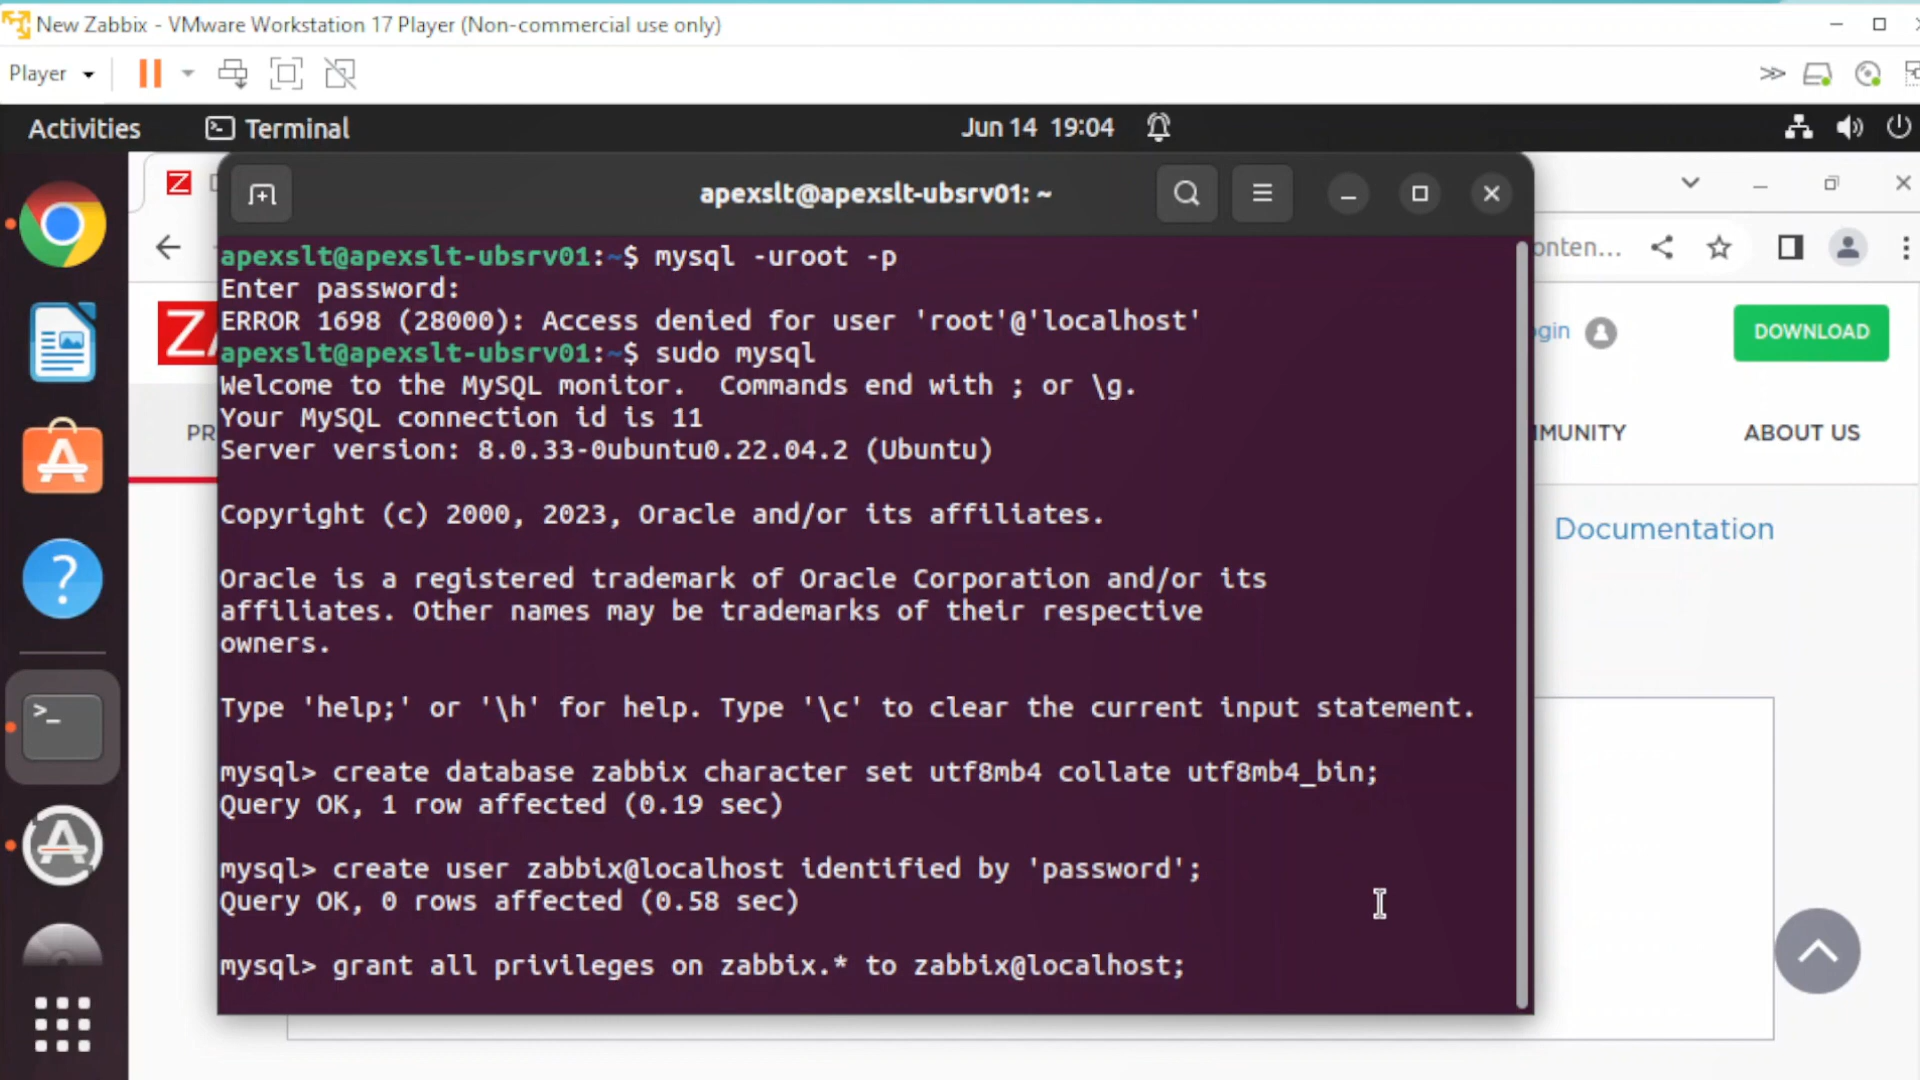 New Zabbix - VMware Workstation 17 Player (Non-commercial use only)
Player
Activities
Terminal
Jun 14 19:04
apexslt@apexslt-ubsrv01: ~
onten...
apexslt@apexslt-ubsrv01:~$ mysql -uroot -p
Enter password:
ERROR 1698 (28000): Access denied for user 'root'@'localhost'
apexslt@apexslt-ubsrv01:~$ sudo mysql
Welcome to the MySQL monitor.  Commands end with ; or \g.
Your MySQL connection id is 11
Server version: 8.0.33-0ubuntu0.22.04.2 (Ubuntu)
Copyright (c) 2000, 2023, Oracle and/or its affiliates.
Oracle is a registered trademark of Oracle Corporation and/or its
affiliates. Other names may be trademarks of their respective
owners.
Type 'help;' or '\h' for help. Type '\c' to clear the current input statement.
mysql> create database zabbix character set utf8mb4 collate utf8mb4_bin;
Query OK, 1 row affected (0.19 sec)
mysql> create user zabbix@localhost identified by 'password';
Query OK, 0 rows affected (0.58 sec)
mysql> grant all privileges on zabbix.* to zabbix@localhost;
ZA
gin
DOWNLOAD
PR
MUNITY
ABOUT US
Documentation